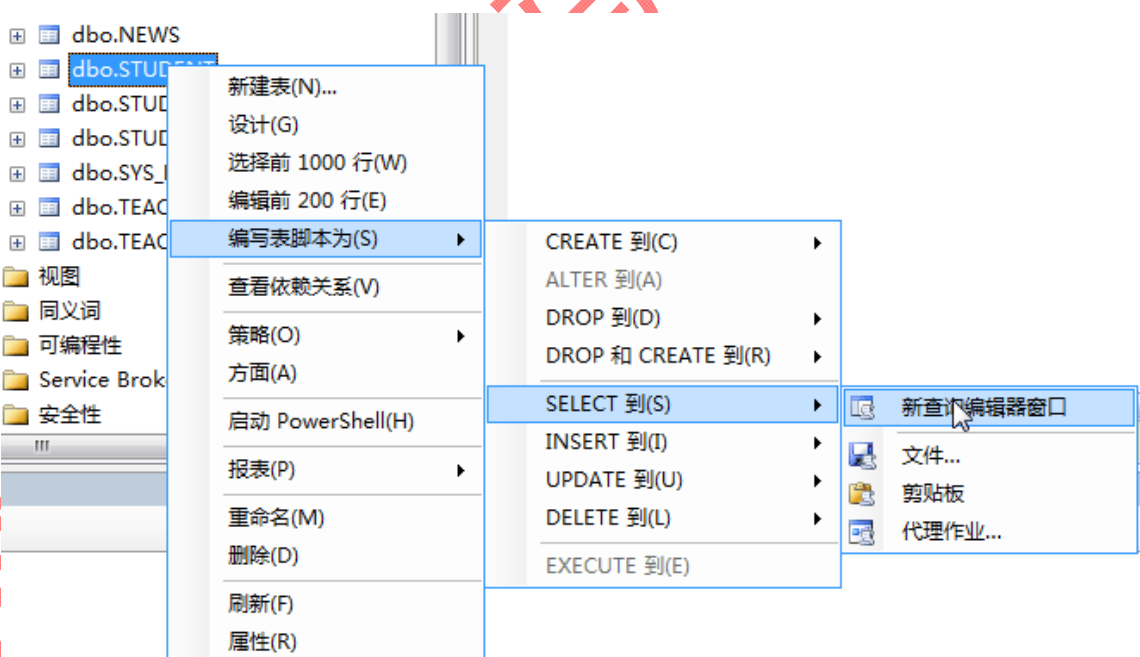 dbo.NEWS
dbo.STUDENT
dbo.STUD
dbo.STUD
dbo.SYS_
dbo.TEAC
dbo.TEAC
视图
同义词
可编程性
Service Brok
安全性
新建表(N)...
设计(G)
选择前 1000 行(W)
编辑前 200 行(E)
编写表脚本为(S)
查看依赖关系(V)
策略(O)
方面(A)
启动 PowerShell(H)
报表(P)
重命名(M)
删除(D)
刷新(F)
属性(R)
CREATE 到(C)
ALTER 到(A)
DROP 到(D)
DROP 和 CREATE 到(R)
SELECT 到(S)
INSERT 到(I)
UPDATE 到(U)
DELETE 到(L)
EXECUTE 到(E)
新查询编辑器窗口
文件...
剪贴板
代理作业...